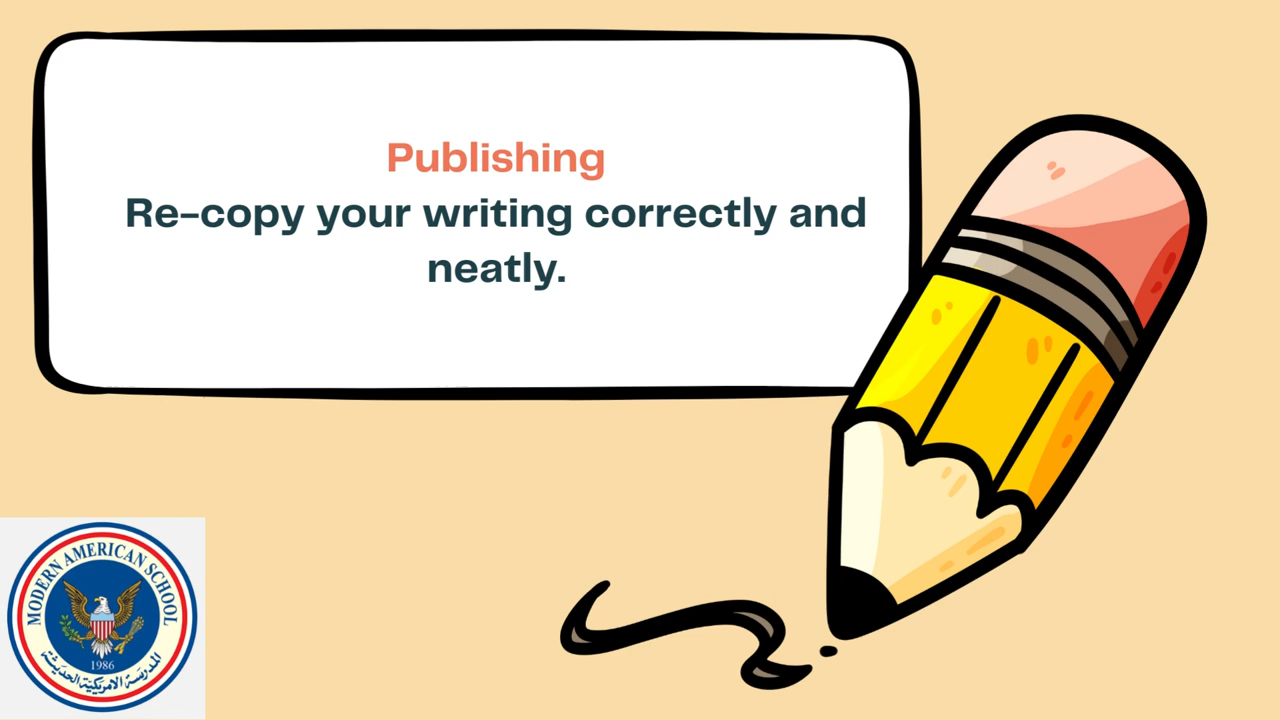 Publishing
Re-copy your writing correctly and
neatly.
MODERN AMERICAN SCHOOL
1986
المدرسة الامريكية الحديثة